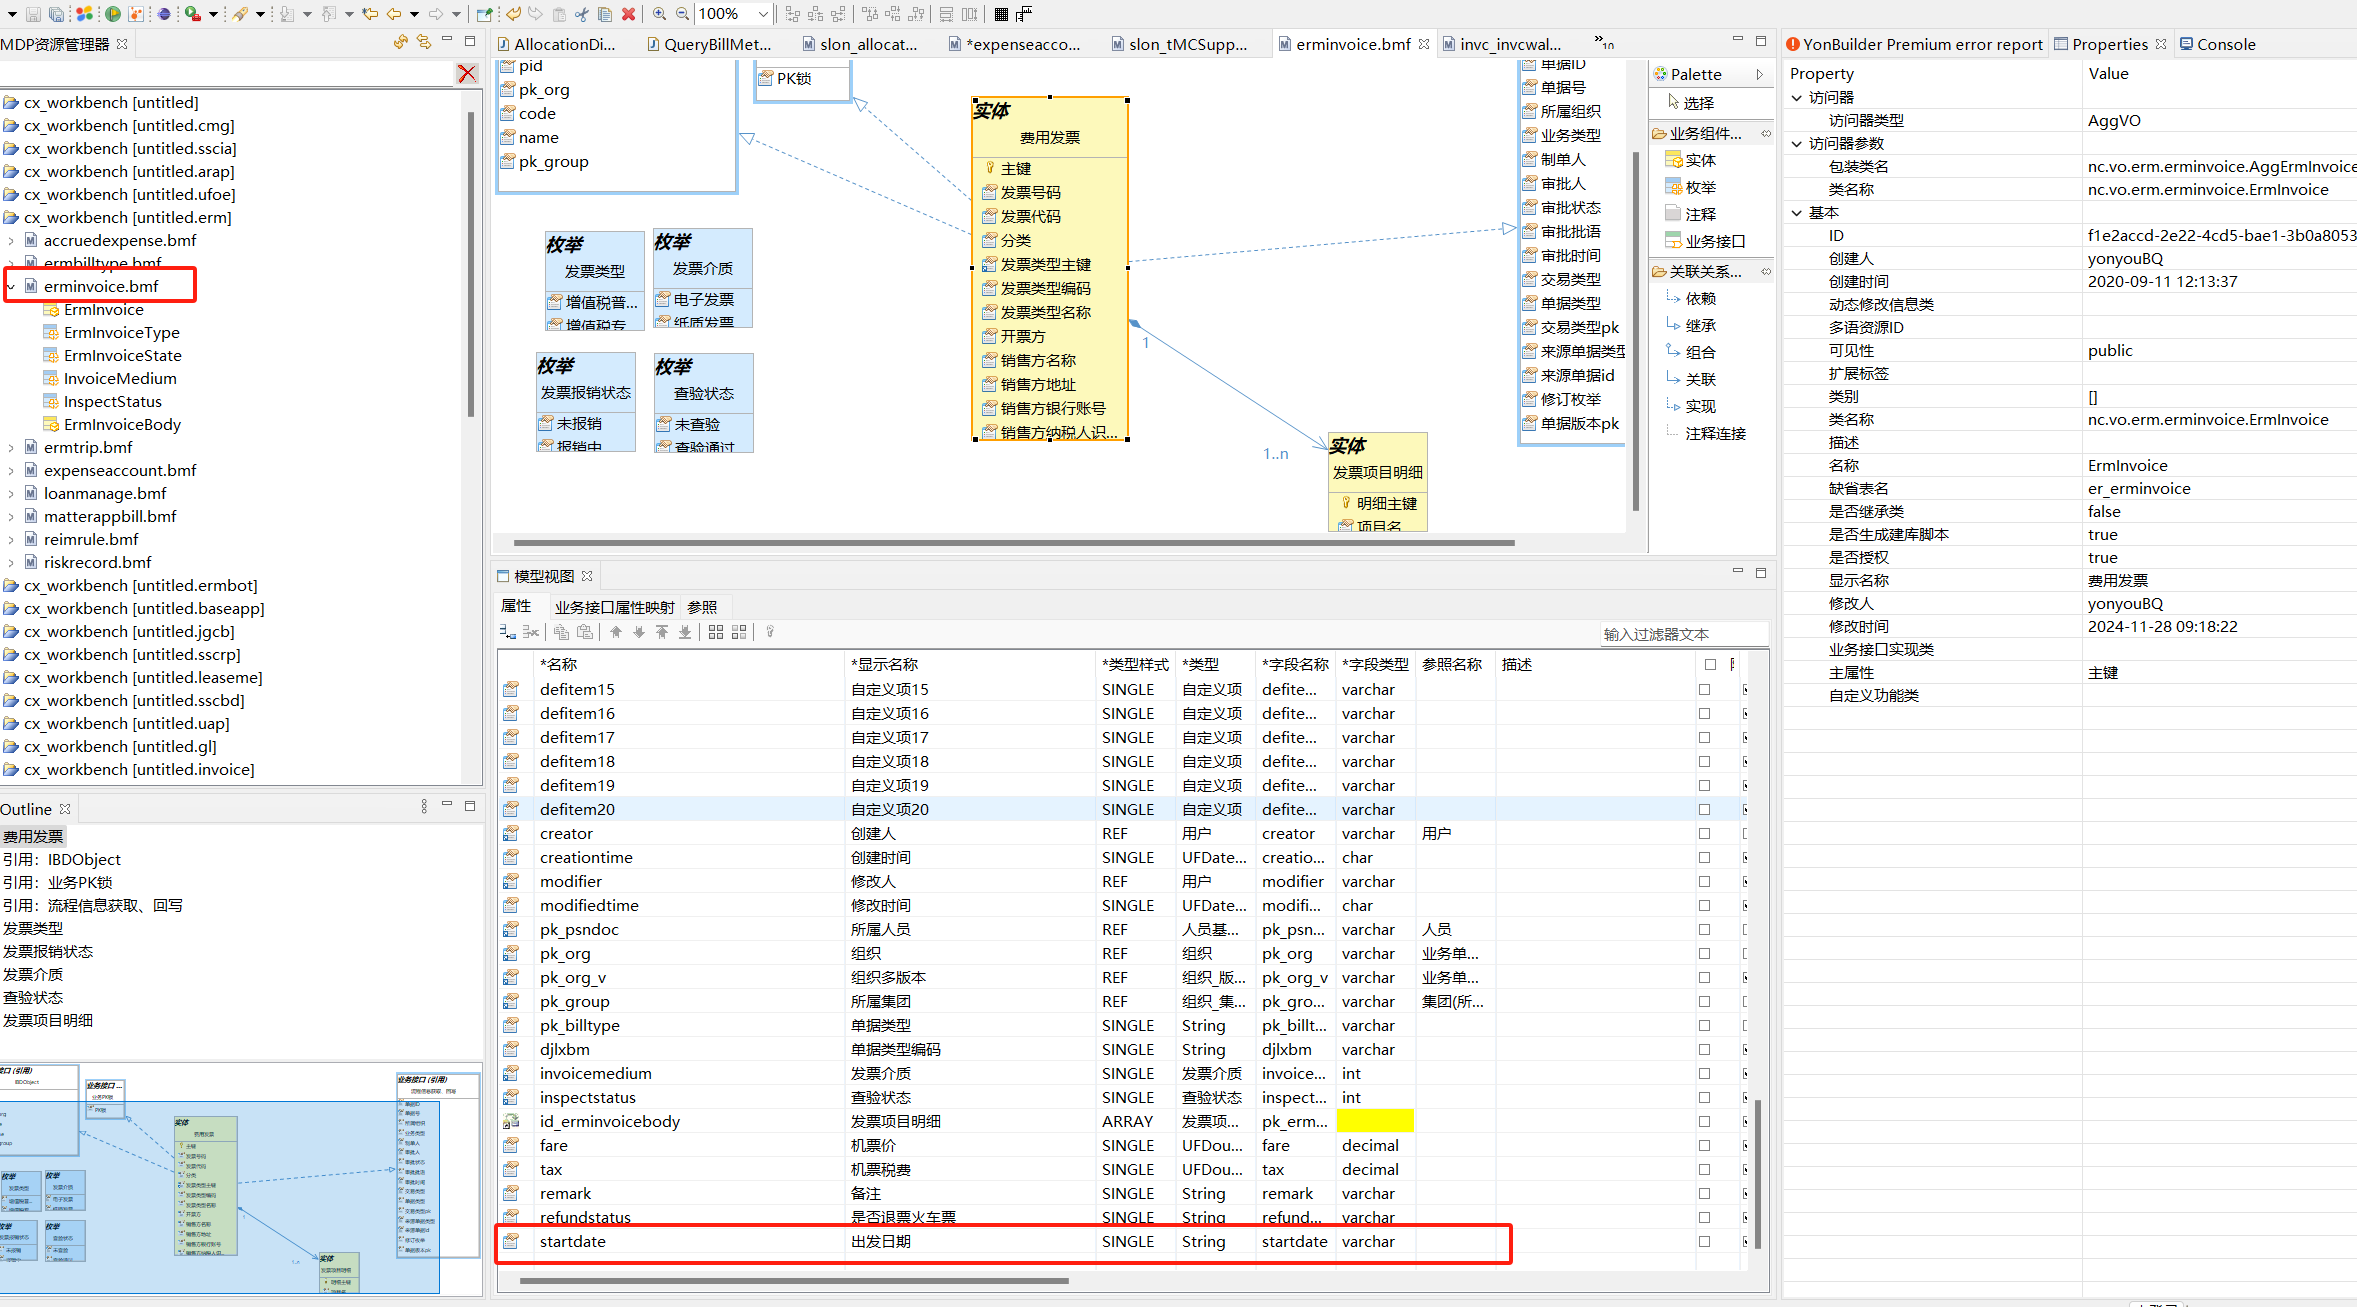 100%
MDP资源管理器
cx_workbench [untitled]
cx_workbench [untitled.cmg]
cx_workbench [untitled.sscia]
cx_workbench [untitled.arap]
cx_workbench [untitled.ufoe]
cx_workbench [untitled.erm]
accruedexpense.bmf
ermbilltype.bmf
erminvoice.bmf
ErmInvoice
ErmInvoiceType
ErmInvoiceState
InvoiceMedium
InspectStatus
ErmInvoiceBody
ermtrip.bmf
expenseaccount.bmf
loanmanage.bmf
matterappbill.bmf
reimrule.bmf
riskrecord.bmf
cx_workbench [untitled.ermbot]
cx_workbench [untitled.baseapp]
cx_workbench [untitled.jgcb]
cx_workbench [untitled.sscrp]
cx_workbench [untitled.leaseme]
cx_workbench [untitled.sscbd]
cx_workbench [untitled.uap]
cx_workbench [untitled.gl]
cx_workbench [untitled.invoice]
Outline
费用发票
引用：IBDObject
引用：业务PK锁
引用：流程信息获取、回写
发票类型
发票报销状态
发票介质
查验状态
发票项目明细
AllocationDi... QueryBillMet... slon_allocat... *expenseacco... slon_tMCSupp... erminvoice.bmf invc_invcwal... »10
pid
pk_org
code
name
pk_group
PK锁
实体
费用发票
主键
发票号码
发票代码
分类
发票类型主键
发票类型编码
发票类型名称
开票方
销售方名称
销售方地址
销售方银行账号
销售方纳税人识...
枚举
发票类型
增值税普...
增值税专
枚举
发票介质
电子发票
纸质发票
枚举
发票报销状态
未报销
报销中
枚举
查验状态
未查验
查验通过
1
1..n
实体
发票项目明细
明细主键
项目名
单据ID
单据号
所属组织
业务类型
制单人
审批人
审批状态
审批批语
审批时间
交易类型
单据类型
交易类型pk
来源单据类型
来源单据id
修订枚举
单据版本pk
Palette
选择
业务组件...
实体
枚举
注释
业务接口
关联关系...
依赖
继承
组合
关联
实现
注释连接
模型视图
属性 业务接口属性映射 参照
输入过滤器文本
*名称 *显示名称 *类型样式 *类型 *字段名称 *字段类型 参照名称 描述
defitem15 自定义项15 SINGLE 自定义项 defite... varchar
defitem16 自定义项16 SINGLE 自定义项 defite... varchar
defitem17 自定义项17 SINGLE 自定义项 defite... varchar
defitem18 自定义项18 SINGLE 自定义项 defite... varchar
defitem19 自定义项19 SINGLE 自定义项 defite... varchar
defitem20 自定义项20 SINGLE 自定义项 defite... varchar
creator 创建人 REF 用户 creator varchar 用户
creationtime 创建时间 SINGLE UFDate... creatio... char
modifier 修改人 REF 用户 modifier varchar
modifiedtime 修改时间 SINGLE UFDate... modifi... char
pk_psndoc 所属人员 REF 人员基... pk_psn... varchar 人员
pk_org 组织 REF 组织 pk_org varchar 业务单...
pk_org_v 组织多版本 REF 组织_版... pk_org_v varchar 业务单...
pk_group 所属集团 REF 组织_集... pk_gro... varchar 集团(所...
pk_billtype 单据类型 SINGLE String pk_billt... varchar
djlxbm 单据类型编码 SINGLE String djlxbm varchar
invoicemedium 发票介质 SINGLE 发票介质 invoice... int
inspectstatus 查验状态 SINGLE 查验状态 inspect... int
id_erminvoicebody 发票项目明细 ARRAY 发票项... pk_erm...
fare 机票价 SINGLE UFDou... fare decimal
tax 机票税费 SINGLE UFDou... tax decimal
remark 备注 SINGLE String remark varchar
refundstatus 是否退票火车票 SINGLE String refund... varchar
startdate 出发日期 SINGLE String startdate varchar
YonBuilder Premium error report Properties Console
Property Value
访问器
访问器类型 AggVO
访问器参数
包装类名 nc.vo.erm.erminvoice.AggErmInvoice
类名称 nc.vo.erm.erminvoice.ErmInvoice
基本
ID f1e2accd-2e22-4cd5-bae1-3b0a8053
创建人 yonyouBQ
创建时间 2020-09-11 12:13:37
动态修改信息类
多语资源ID
可见性 public
扩展标签
类别 []
类名称 nc.vo.erm.erminvoice.ErmInvoice
描述
名称 ErmInvoice
缺省表名 er_erminvoice
是否继承类 false
是否生成建库脚本 true
是否授权 true
显示名称 费用发票
修改人 yonyouBQ
修改时间 2024-11-28 09:18:22
业务接口实现类
主属性 主键
自定义功能类